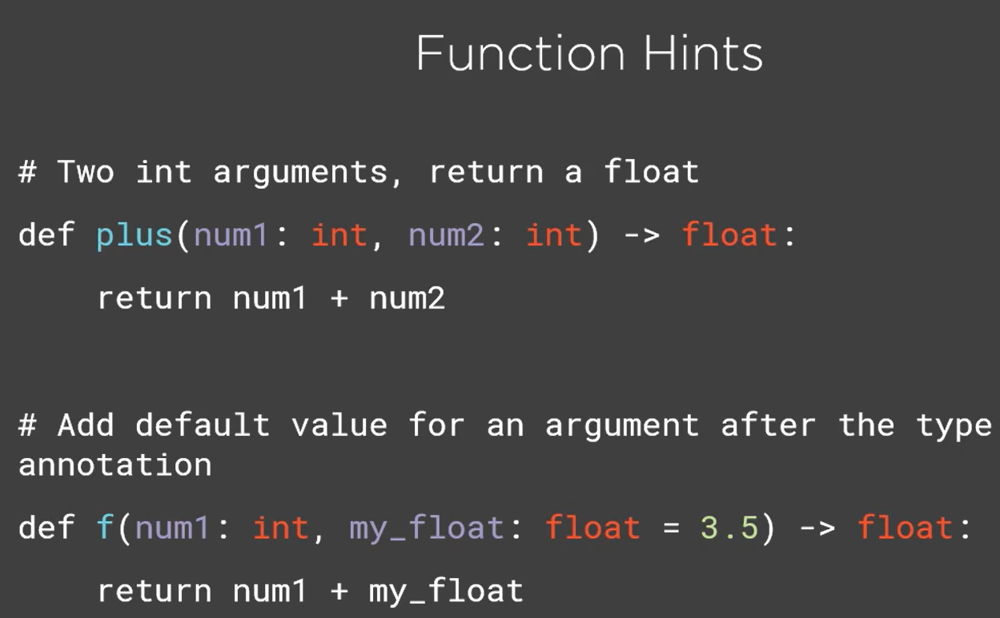 Function Hints
# Two int arguments, return a float
def plus(num1: int, num2: int) -> float:
    return num1 + num2
# Add default value for an argument after the type
annotation
def f(num1: int, my_float: float = 3.5) -> float:
    return num1 + my_float